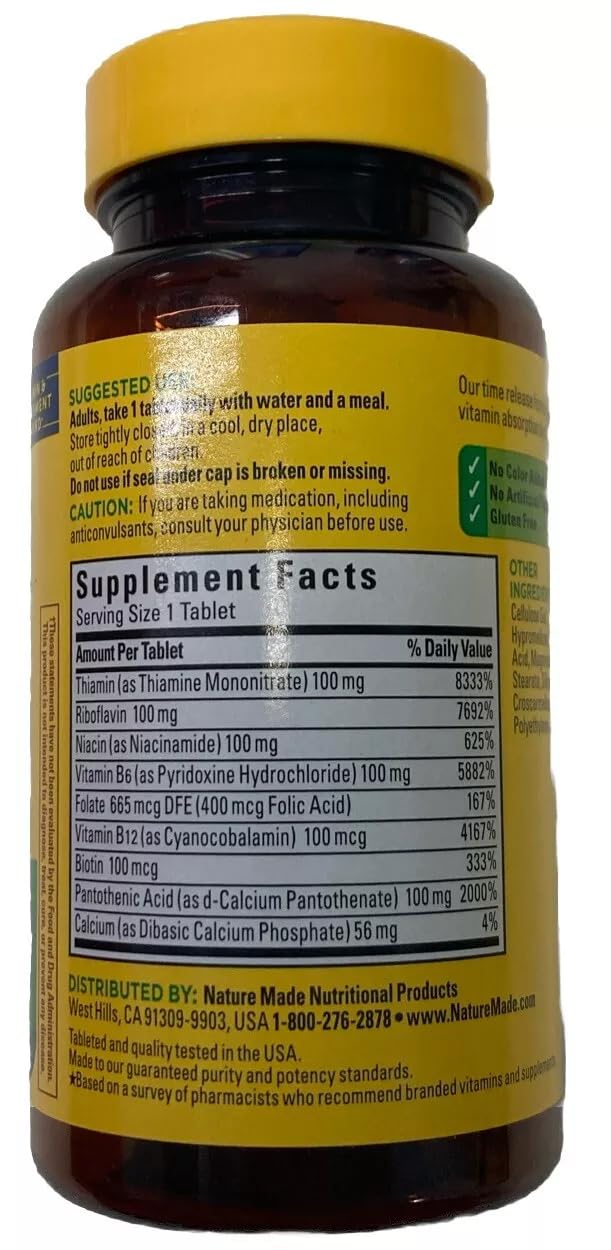 SUGGESTED USE:
Adults, take 1 tablet daily with water and a meal.
Store tightly closed, in a cool, dry place,
out of reach of children.
Do not use if seal under cap is broken or missing.
CAUTION: If you are taking medication, including
anticonvulsants, consult your physician before use.
Supplement Facts
Serving Size 1 Tablet
Amount Per Tablet % Daily Value
Thiamin (as Thiamine Mononitrate) 100 mg 8333%
Riboflavin 100 mg 7692%
Niacin (as Niacinamide) 100 mg 625%
Vitamin B6 (as Pyridoxine Hydrochloride) 100 mg 5882%
Folate 665 mcg DFE (400 mcg Folic Acid) 167%
Vitamin B12 (as Cyanocobalamin) 100 mcg 4167%
Biotin 100 mcg 333%
Pantothenic Acid (as d-Calcium Pantothenate) 100 mg 2000%
Calcium (as Dibasic Calcium Phosphate) 56 mg 4%
DISTRIBUTED BY: Nature Made Nutritional Products
West Hills, CA 91309-9903, USA 1-800-276-2878 • www.NatureMade.com
Tableted and quality tested in the USA.
Made to our guaranteed purity and potency standards.
★Based on a survey of pharmacists who recommend branded vitamins and supplements
†These statements have not been evaluated by the Food and Drug Administration.
This product is not intended to diagnose, treat, cure, or prevent any disease.
Our time release
vitamin
✓ No Color
✓ No
✓ Gluten Free
OTHER